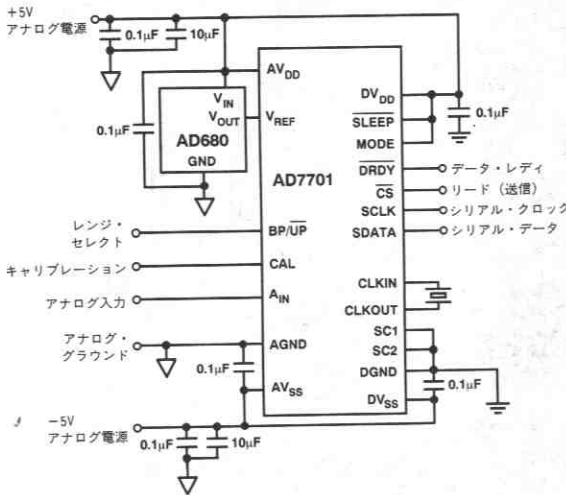 +5V
アナログ電源
0.1μF
10μF
0.1μF
VIN
VOUT
AD680
GND
AVDD
VREF
AD7701
BP/UP
CAL
AIN
AGND
AVSS
DVDD
SLEEP
MODE
DRDY
CS
SCLK
SDATA
CLKIN
CLKOUT
SC1
SC2
DGND
DVSS
0.1μF
データ・レディ
リード（送信）
シリアル・クロック
シリアル・データ
レンジ・
セレクト
キャリブレーション
アナログ入力
アナログ・
グラウンド
0.1μF
0.1μF
−5V
アナログ電源
0.1μF
10μF